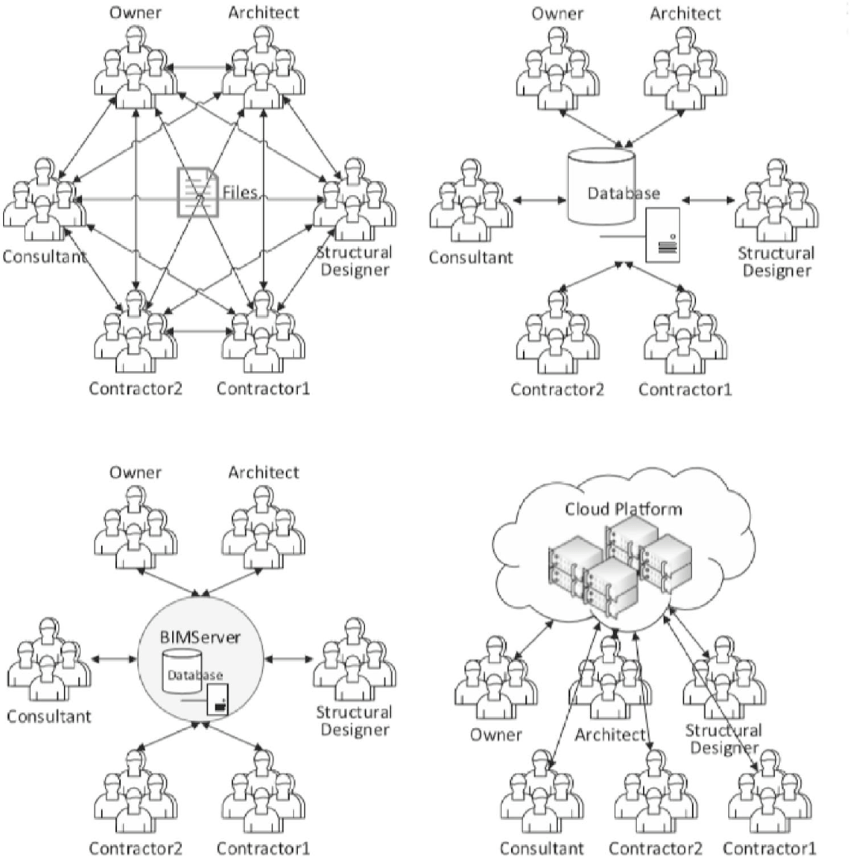 Owner
Architect
Files
Consultant
Structural
Designer
Contractor2
Contractor1
Owner
Architect
Database
Consultant
Structural
Designer
Contractor2
Contractor1
Owner
Architect
BIMServer
Database
Consultant
Structural
Designer
Contractor2
Contractor1
Cloud Platform
Owner
Architect
Structural
Designer
Consultant
Contractor2
Contractor1